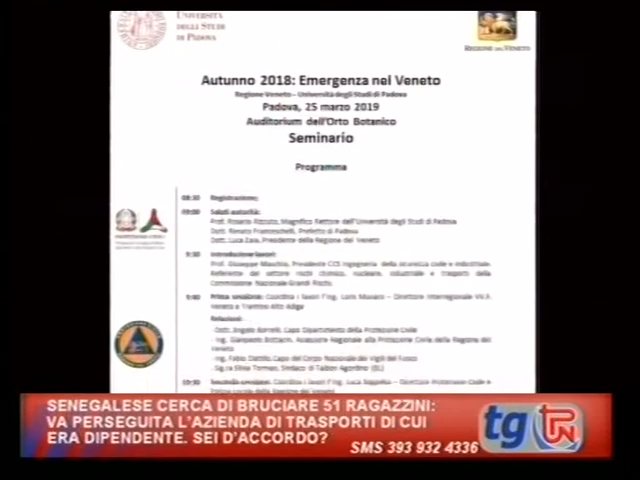 UNIVERSITÀ
DEGLI STUDI
DI PADOVA
REGIONE DEL VENETO
Autunno 2018: Emergenza nel Veneto
Regione Veneto – Università degli Studi di Padova
Padova, 25 marzo 2019
Auditorium dell'Orto Botanico
Seminario
Programma
08:30 Registrazione;
09:00 Saluti autorità:
Prof. Rosario Rizzuto, Magnifico Rettore dell'Università degli Studi di Padova
Dott. Renato Franceschelli, Prefetto di Padova
Dott. Luca Zaia, Presidente della Regione del Veneto
9:30 Introduzione lavori:
Prof. Giuseppe Maschio, Presidente CCS Ingegneria della sicurezza civile e industriale.
Referente del settore rischi chimico, nucleare, industriale e trasporti della
Commissione Nazionale Grandi Rischi.
9:40 Prima sessione: Coordina i lavori l'ing. Loris Munaro – Direttore Interregionale VV.F.
Veneto e Trentino Alto Adige
Relazioni:
- Dott. Angelo Borrelli, Capo Dipartimento della Protezione Civile
- Ing. Gianpaolo Bottacin, Assessore Regionale alla Protezione Civile della Regione del
Veneto
- Ing. Fabio Dattilo, Capo del Corpo Nazionale dei Vigili del Fuoco
- Sig.ra Silvia Tormen, Sindaco di Taibon Agordino (BL)
10:30 Seconda sessione: Coordina i lavori l'ing. Luca Soppelsa – Direttore Protezione Civile e
Polizia Locale della Regione del Veneto
SENEGALESE CERCA DI BRUCIARE 51 RAGAZZINI:
VA PERSEGUITA L'AZIENDA DI TRASPORTI DI CUI
ERA DIPENDENTE. SEI D'ACCORDO?
SMS 393 932 4336
tg TPN